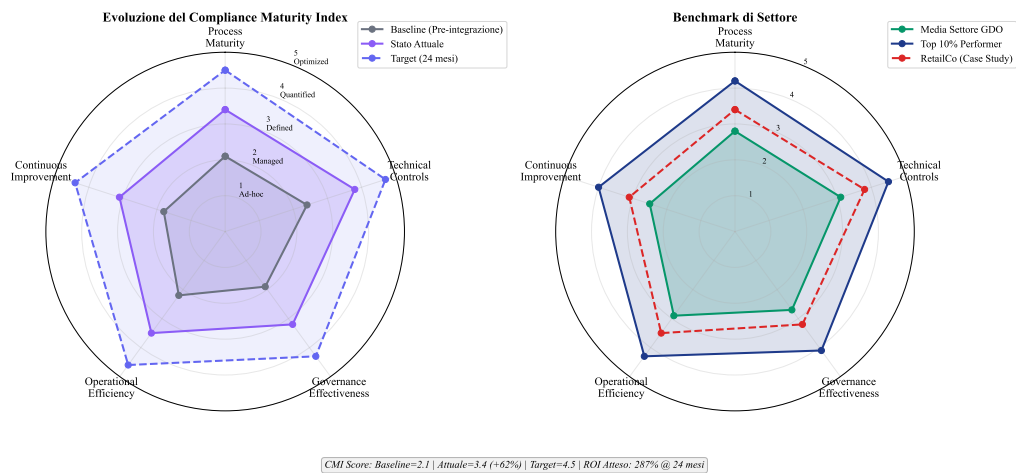 Evoluzione del Compliance Maturity Index
Process
Maturity
Baseline (Pre-integrazione)
Stato Attuale
Target (24 mesi)
5
Optimized
4
Quantified
3
Defined
2
Managed
1
Ad-hoc
Technical
Controls
Continuous
Improvement
Operational
Efficiency
Governance
Effectiveness
Benchmark di Settore
Process
Maturity
Media Settore GDO
Top 10% Performer
RetailCo (Case Study)
5
4
3
2
1
Technical
Controls
Continuous
Improvement
Operational
Efficiency
Governance
Effectiveness
CMI Score: Baseline=2.1 | Attuale=3.4 (+62%) | Target=4.5 | ROI Atteso: 287% @ 24 mesi